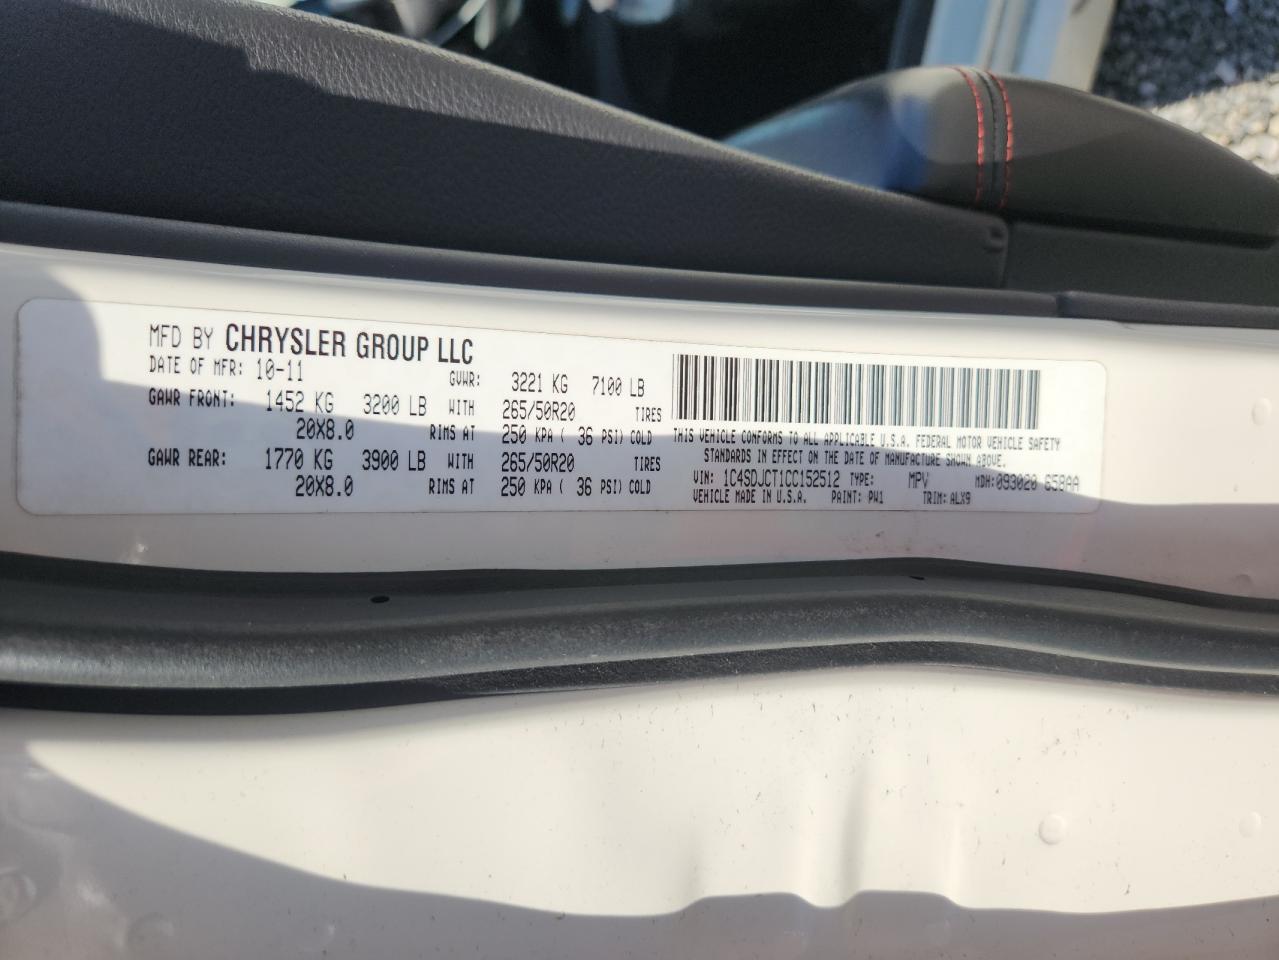 MFD BY CHRYSLER GROUP LLC
DATE OF MFR: 10-11 GVWR: 3221 KG 7100 LB
GAWR FRONT: 1452 KG 3200 LB WITH 265/50R20 TIRES
20X8.0 RIMS AT 250 KPA ( 36 PSI) COLD
GAWR REAR: 1770 KG 3900 LB WITH 265/50R20 TIRES
20X8.0 RIMS AT 250 KPA ( 36 PSI) COLD
THIS VEHICLE CONFORMS TO ALL APPLICABLE U.S.A. FEDERAL MOTOR VEHICLE SAFETY
STANDARDS IN EFFECT ON THE DATE OF MANUFACTURE SHOWN ABOVE.
VIN: 1C4SDJCT1CC152512 TYPE: MPV MDH:093020 658AA
VEHICLE MADE IN U.S.A. PAINT: PW1 TRIM: ALX9